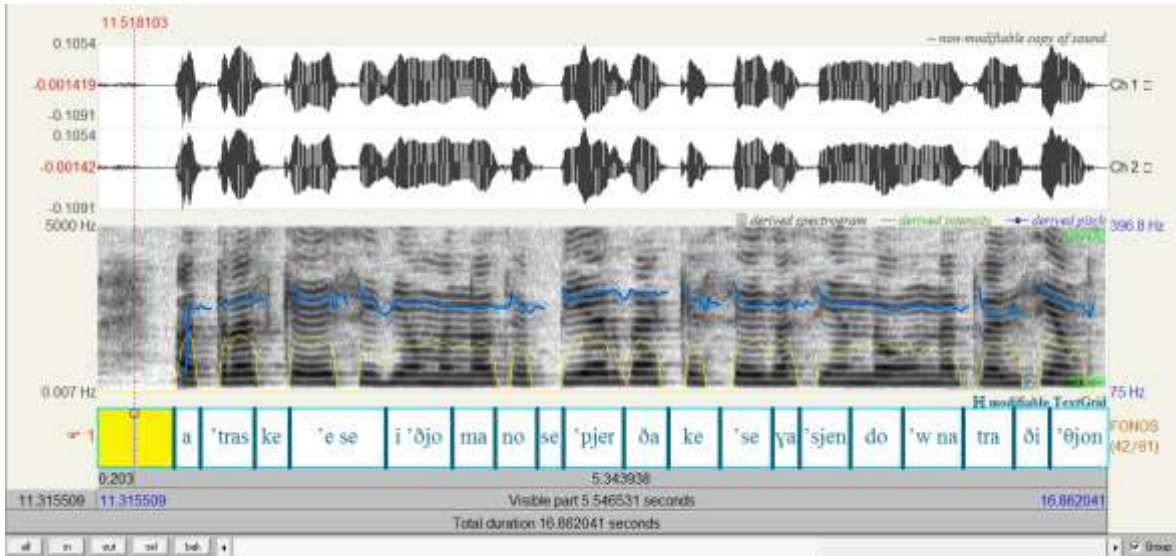 11.518103
0.1054
– non-modifiable copy of sound
-0.001419
Ch 1
-0.1091
0.1054
-0.00142
Ch 2
-0.1091
5000 Hz
derived spectrogram
derived intensity
derived pitch
396.8 Hz
0.007 Hz
75 Hz
modifiable TextGrid
1
a 'tras ke 'e se i 'ðjo ma no se 'pjer ða ke 'se ɣa 'sjen do 'w na tra ði 'θjon
FONOS
(42/61)
0.203 5.343938
11.315509 11.315509 Visible part 5.546531 seconds 16.862041
Total duration 16.862041 seconds
all in out sel bak Group